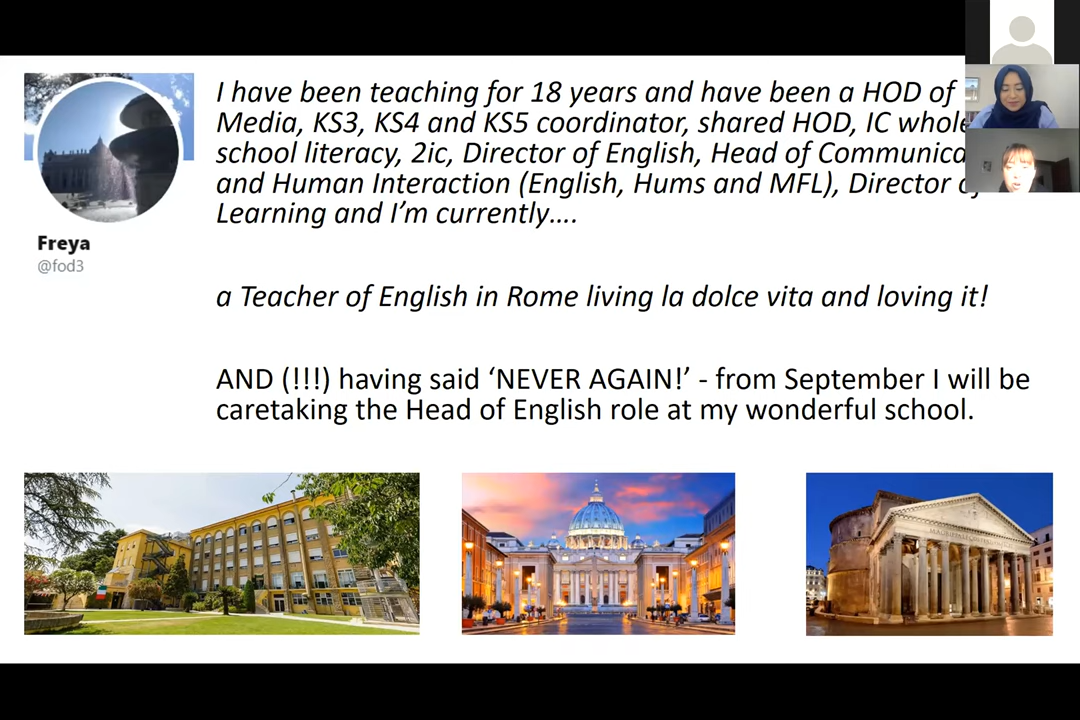 I have been teaching for 18 years and have been a HOD of
Media, KS3, KS4 and KS5 coordinator, shared HOD, IC whole
school literacy, 2ic, Director of English, Head of
and Human Interaction (English, Hums and MFL), Director
Learning and I'm currently....
Freya
@fod3
a Teacher of English in Rome living la dolce vita and loving it!
AND (!!!) having said ‘NEVER AGAIN!’ - from September I will be
caretaking the Head of English role at my wonderful school.